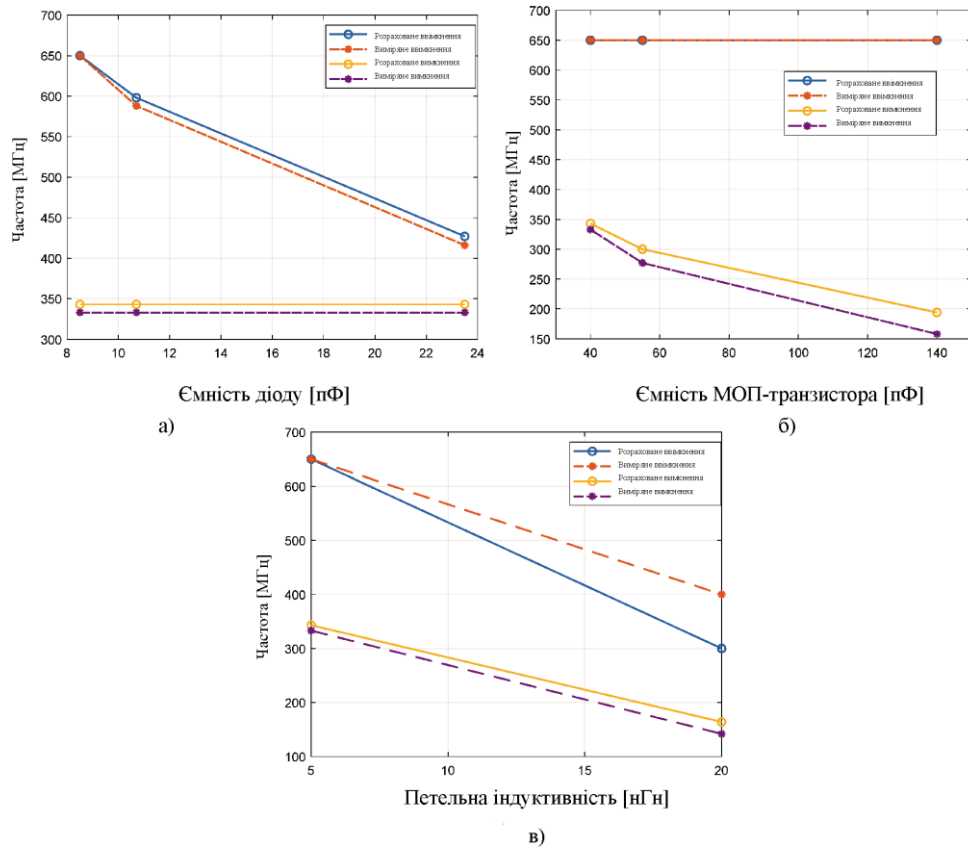 Частота [МГц]
700
650
600
550
500
450
400
350
300
8
10
12
14
16
18
20
22
24
Розраховане ввімкнення
Виміряне ввімкнення
Розраховане вимкнення
Виміряне вимкнення
Ємність діоду [пФ]
а)
Частота [МГц]
700
650
600
550
500
450
400
350
300
250
200
150
40
60
80
100
120
140
Розраховане ввімкнення
Виміряне ввімкнення
Розраховане вимкнення
Виміряне вимкнення
Ємність МОП-транзистора [пФ]
б)
Частота [МГц]
700
600
500
400
300
200
100
5
10
15
20
Розраховане ввімкнення
Виміряне ввімкнення
Розраховане вимкнення
Виміряне вимкнення
Петельна індуктивність [нГн]
в)